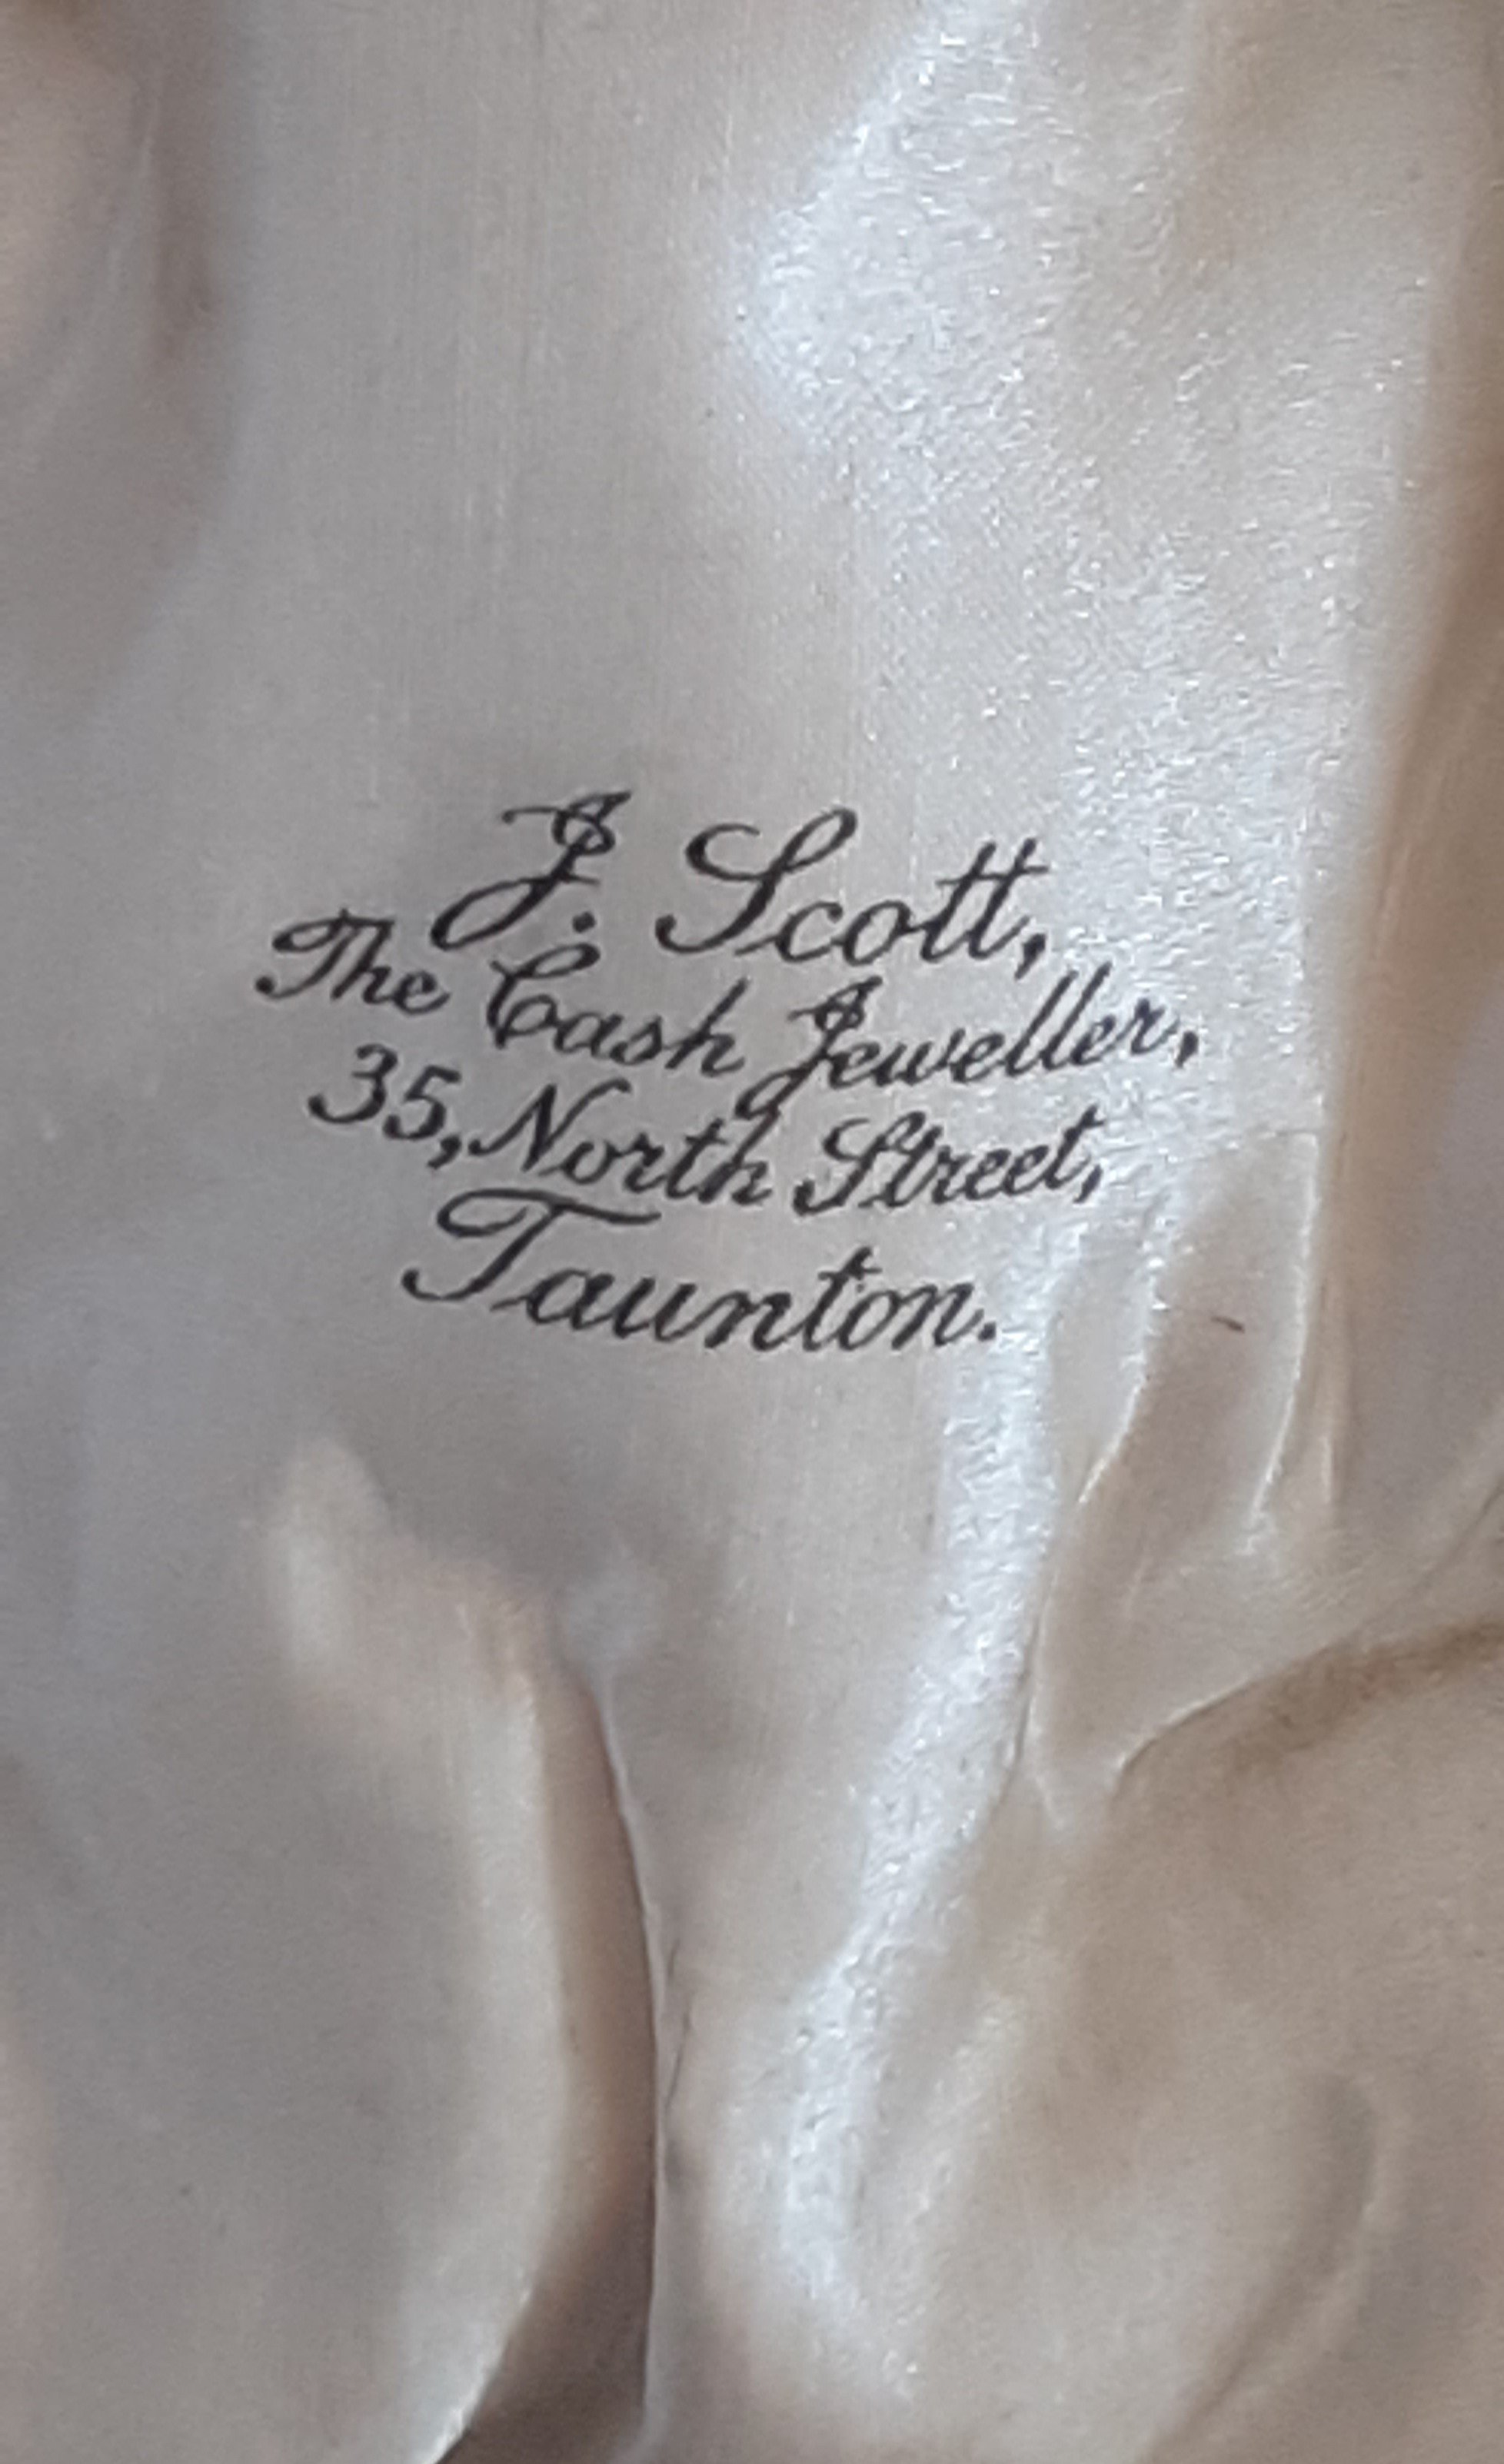 J. Scott,
The Cash Jeweller,
35, North Street,
Taunton.